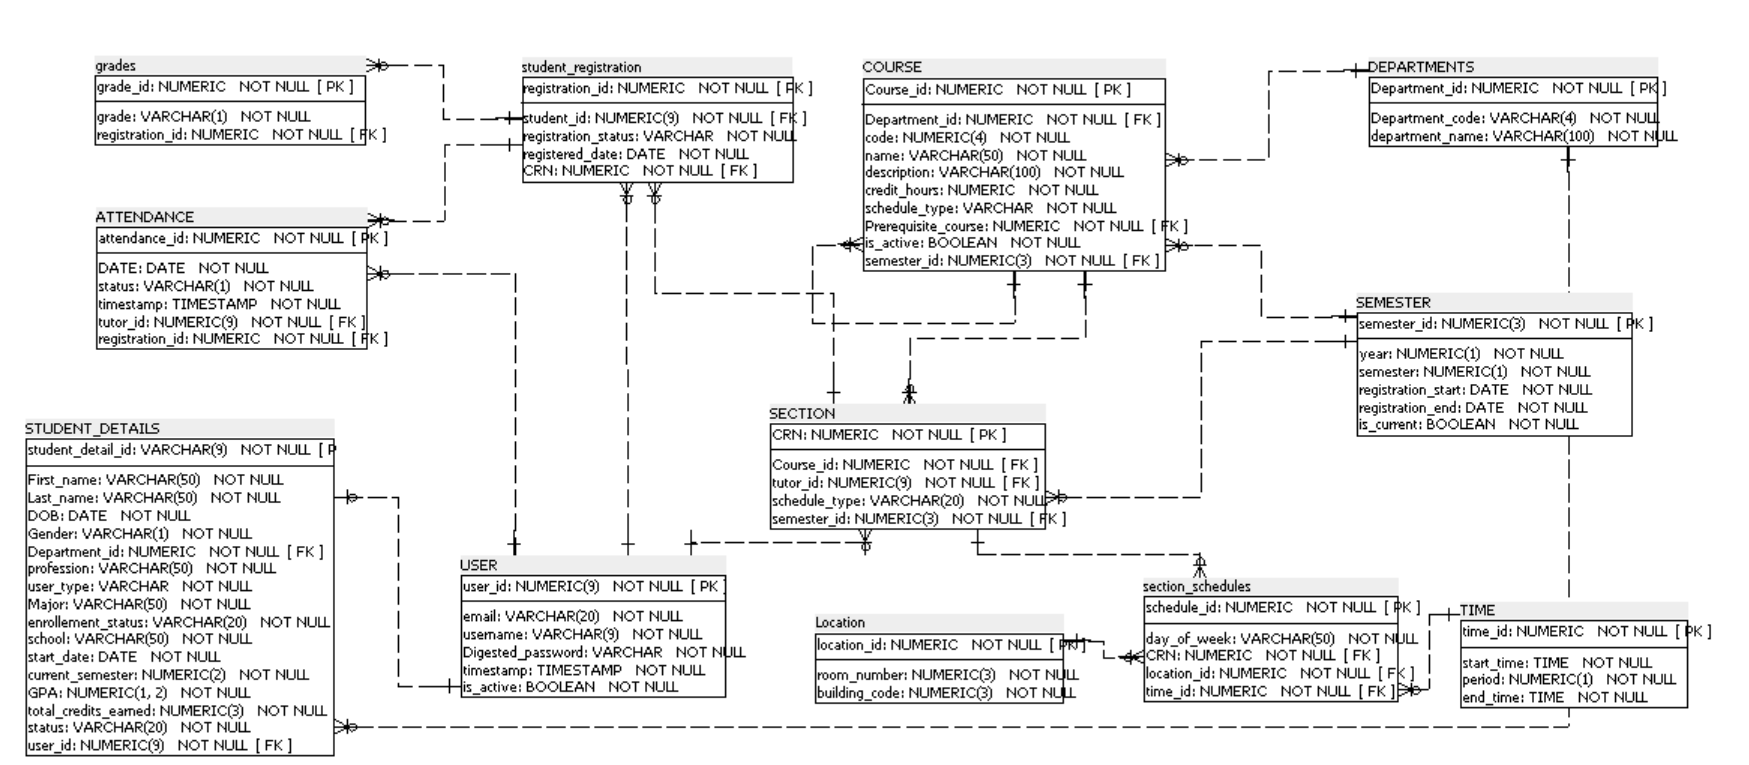 grades
grade_id: NUMERIC NOT NULL [ PK ]
grade: VARCHAR(1) NOT NULL
registration_id: NUMERIC NOT NULL [ FK ]
student_registration
registration_id: NUMERIC NOT NULL [ PK ]
student_id: NUMERIC(9) NOT NULL [ FK ]
registration_status: VARCHAR NOT NULL
registered_date: DATE NOT NULL
CRN: NUMERIC NOT NULL [ FK ]
COURSE
Course_id: NUMERIC NOT NULL [ PK ]
Department_id: NUMERIC NOT NULL [ FK ]
code: NUMERIC(4) NOT NULL
name: VARCHAR(50) NOT NULL
description: VARCHAR(100) NOT NULL
credit_hours: NUMERIC NOT NULL
schedule_type: VARCHAR NOT NULL
Prerequisite_course: NUMERIC NOT NULL [ FK ]
is_active: BOOLEAN NOT NULL
semester_id: NUMERIC(3) NOT NULL [ FK ]
DEPARTMENTS
Department_id: NUMERIC NOT NULL [ PK ]
Department_code: VARCHAR(4) NOT NULL
department_name: VARCHAR(100) NOT NULL
ATTENDANCE
attendance_id: NUMERIC NOT NULL [ PK ]
DATE: DATE NOT NULL
status: VARCHAR(1) NOT NULL
timestamp: TIMESTAMP NOT NULL
tutor_id: NUMERIC(9) NOT NULL [ FK ]
registration_id: NUMERIC NOT NULL [ FK ]
SEMESTER
semester_id: NUMERIC(3) NOT NULL [ PK ]
year: NUMERIC(1) NOT NULL
semester: NUMERIC(1) NOT NULL
registration_start: DATE NOT NULL
registration_end: DATE NOT NULL
is_current: BOOLEAN NOT NULL
SECTION
CRN: NUMERIC NOT NULL [ PK ]
Course_id: NUMERIC NOT NULL [ FK ]
tutor_id: NUMERIC(9) NOT NULL [ FK ]
schedule_type: VARCHAR(20) NOT NULL
semester_id: NUMERIC(3) NOT NULL [ FK ]
STUDENT_DETAILS
student_detail_id: VARCHAR(9) NOT NULL [ P
First_name: VARCHAR(50) NOT NULL
Last_name: VARCHAR(50) NOT NULL
DOB: DATE NOT NULL
Gender: VARCHAR(1) NOT NULL
Department_id: NUMERIC NOT NULL [ FK ]
profession: VARCHAR(50) NOT NULL
user_type: VARCHAR NOT NULL
Major: VARCHAR(50) NOT NULL
enrollement_status: VARCHAR(20) NOT NULL
school: VARCHAR(50) NOT NULL
start_date: DATE NOT NULL
current_semester: NUMERIC(2) NOT NULL
GPA: NUMERIC(1, 2) NOT NULL
total_credits_earned: NUMERIC(3) NOT NULL
status: VARCHAR(20) NOT NULL
user_id: NUMERIC(9) NOT NULL [ FK ]
USER
user_id: NUMERIC(9) NOT NULL [ PK ]
email: VARCHAR(20) NOT NULL
username: VARCHAR(9) NOT NULL
Digested_password: VARCHAR NOT NULL
timestamp: TIMESTAMP NOT NULL
is_active: BOOLEAN NOT NULL
Location
location_id: NUMERIC NOT NULL [ PK ]
room_number: NUMERIC(3) NOT NULL
building_code: NUMERIC(3) NOT NULL
section_schedules
schedule_id: NUMERIC NOT NULL [ PK ]
day_of_week: VARCHAR(50) NOT NULL
CRN: NUMERIC NOT NULL [ FK ]
location_id: NUMERIC NOT NULL [ FK ]
time_id: NUMERIC NOT NULL [ FK ]
TIME
time_id: NUMERIC NOT NULL [ PK ]
start_time: TIME NOT NULL
period: NUMERIC(1) NOT NULL
end_time: TIME NOT NULL